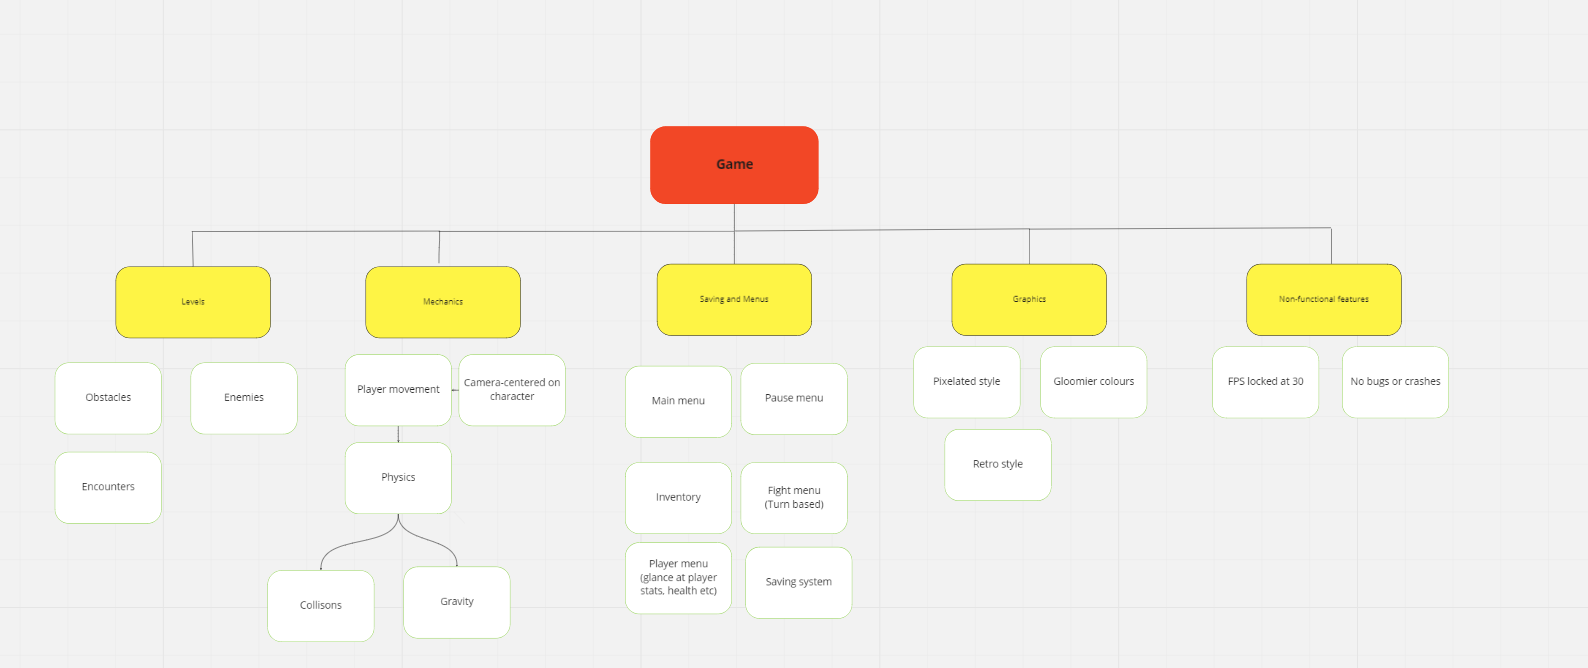 Game
Levels
Mechanics
Saving and Menus
Graphics
Non-functional features
Obstacles
Enemies
Encounters
Player movement
Camera-centered on
character
Physics
Collisons
Gravity
Main menu
Pause menu
Inventory
Fight menu
(Turn based)
Player menu
(glance at player
stats, health etc)
Saving system
Pixelated style
Gloomier colours
Retro style
FPS locked at 30
No bugs or crashes